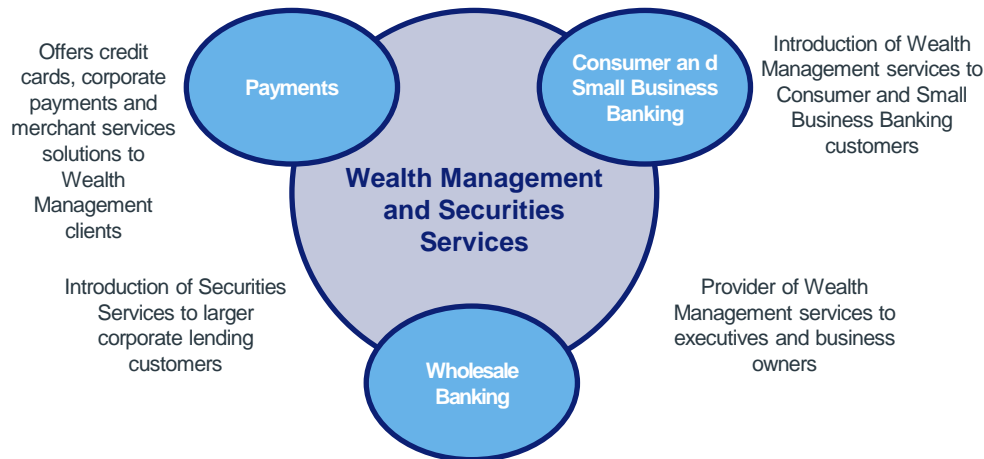 Offers credit
cards, corporate
payments and
merchant services
solutions to
Wealth
Management
clients
Payments
Consumer an d
Small Business
Banking
Introduction of Wealth
Management services to
Consumer and Small
Business Banking
customers
Wealth Management
and Securities
Services
Introduction of Securities
Services to larger
corporate lending
customers
Wholesale
Banking
Provider of Wealth
Management services to
executives and business
owners